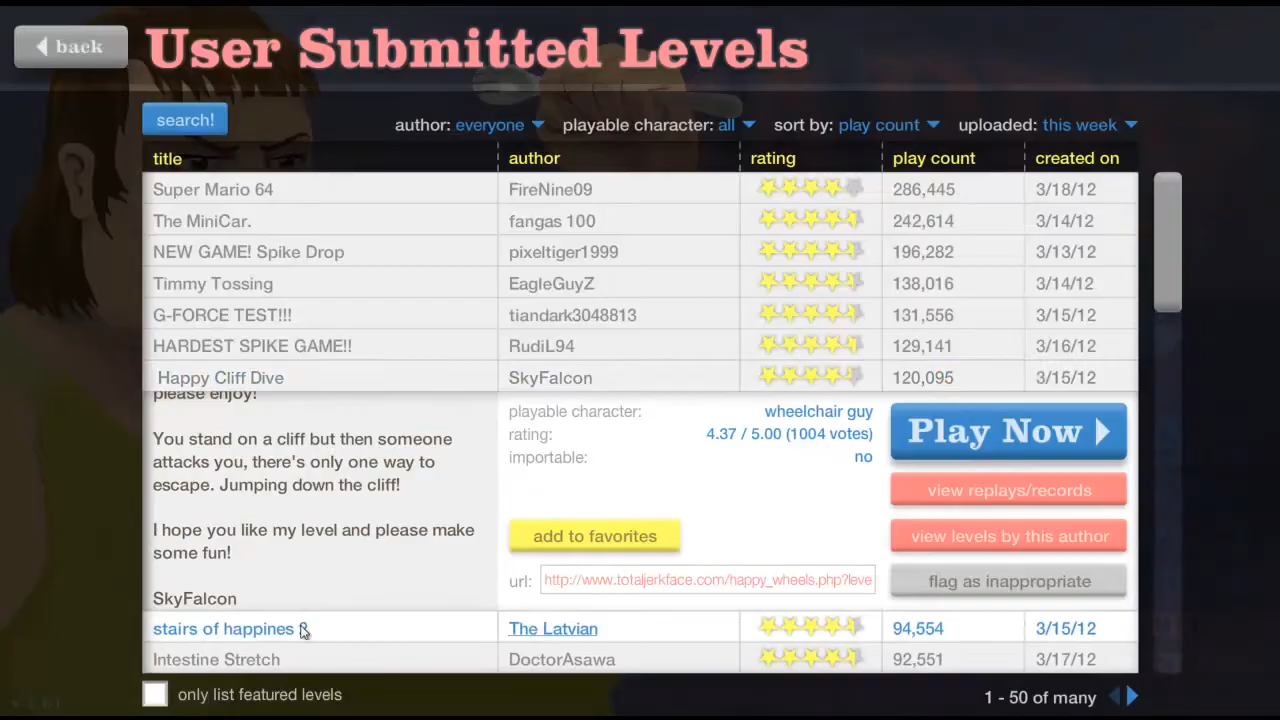 back
User Submitted Levels
search!
author: everyone playable character: all sort by: play count uploaded: this week
title author rating play count created on
Super Mario 64 FireNine09 286,445 3/18/12
The MiniCar. fangas 100 242,614 3/14/12
NEW GAME! Spike Drop pixeltiger1999 196,282 3/13/12
Timmy Tossing EagleGuyZ 138,016 3/14/12
G-FORCE TEST!!! tiandark3048813 131,556 3/15/12
HARDEST SPIKE GAME!! RudiL94 129,141 3/16/12
Happy Cliff Dive SkyFalcon 120,095 3/15/12
please enjoy!
You stand on a cliff but then someone
attacks you, there's only one way to
escape. Jumping down the cliff!
I hope you like my level and please make
some fun!
SkyFalcon
playable character: wheelchair guy
rating: 4.37 / 5.00 (1004 votes)
importable: no
add to favorites
url: http://www.totaljerkface.com/happy_wheels.php?leve
Play Now
view replays/records
view levels by this author
flag as inappropriate
stairs of happines The Latvian 94,554 3/15/12
Intestine Stretch DoctorAsawa 92,551 3/17/12
only list featured levels
1 - 50 of many